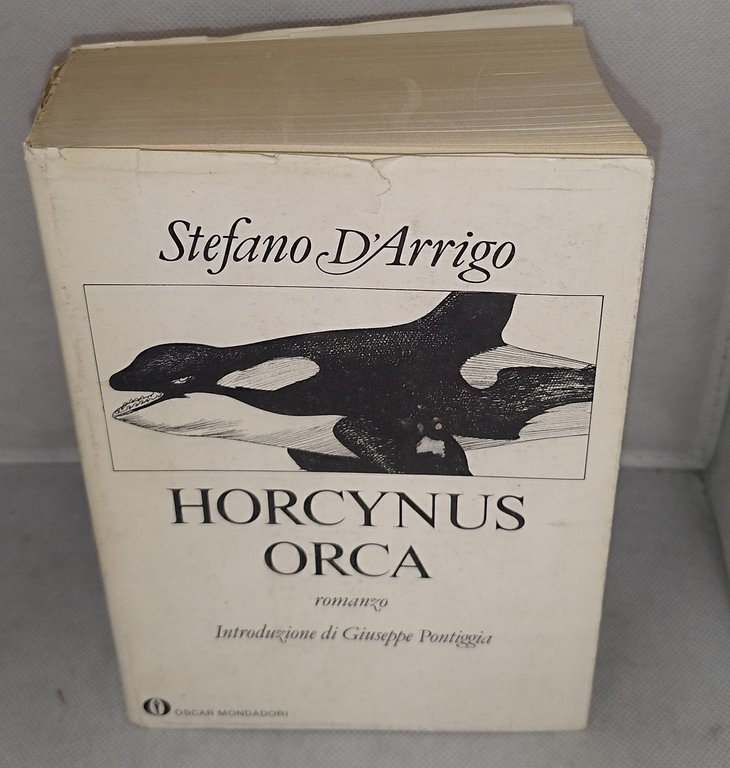 Stefano D'Arrigo
HORCYNUS
ORCA
romanzo
Introduzione di Giuseppe Pontiggia
OSCAR MONDADORI